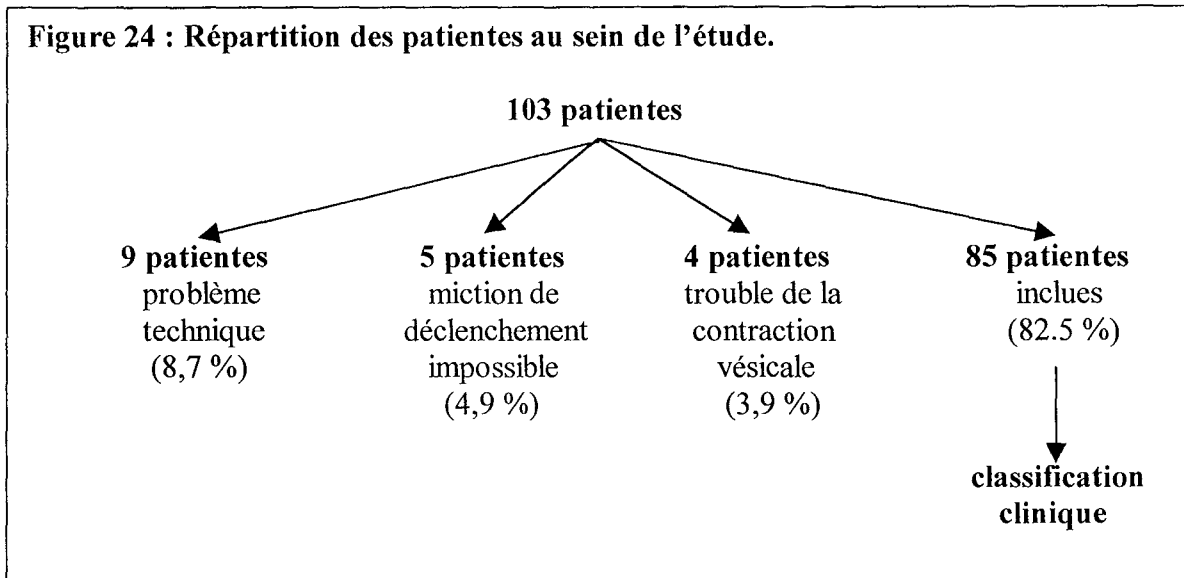 Figure 24 : Répartition des patientes au sein de l'étude.
103 patientes
9 patientes
problème
technique
(8,7 %)
5 patientes
miction de
déclenchement
impossible
(4,9 %)
4 patientes
trouble de la
contraction
vésicale
(3,9 %)
85 patientes
inclues
(82.5 %)
classification
clinique